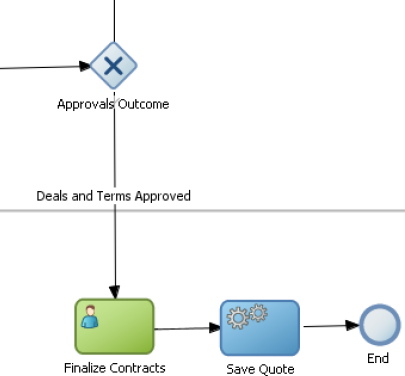 Approvals Outcome
Deals and Terms Approved
Finalize Contracts
Save Quote
End